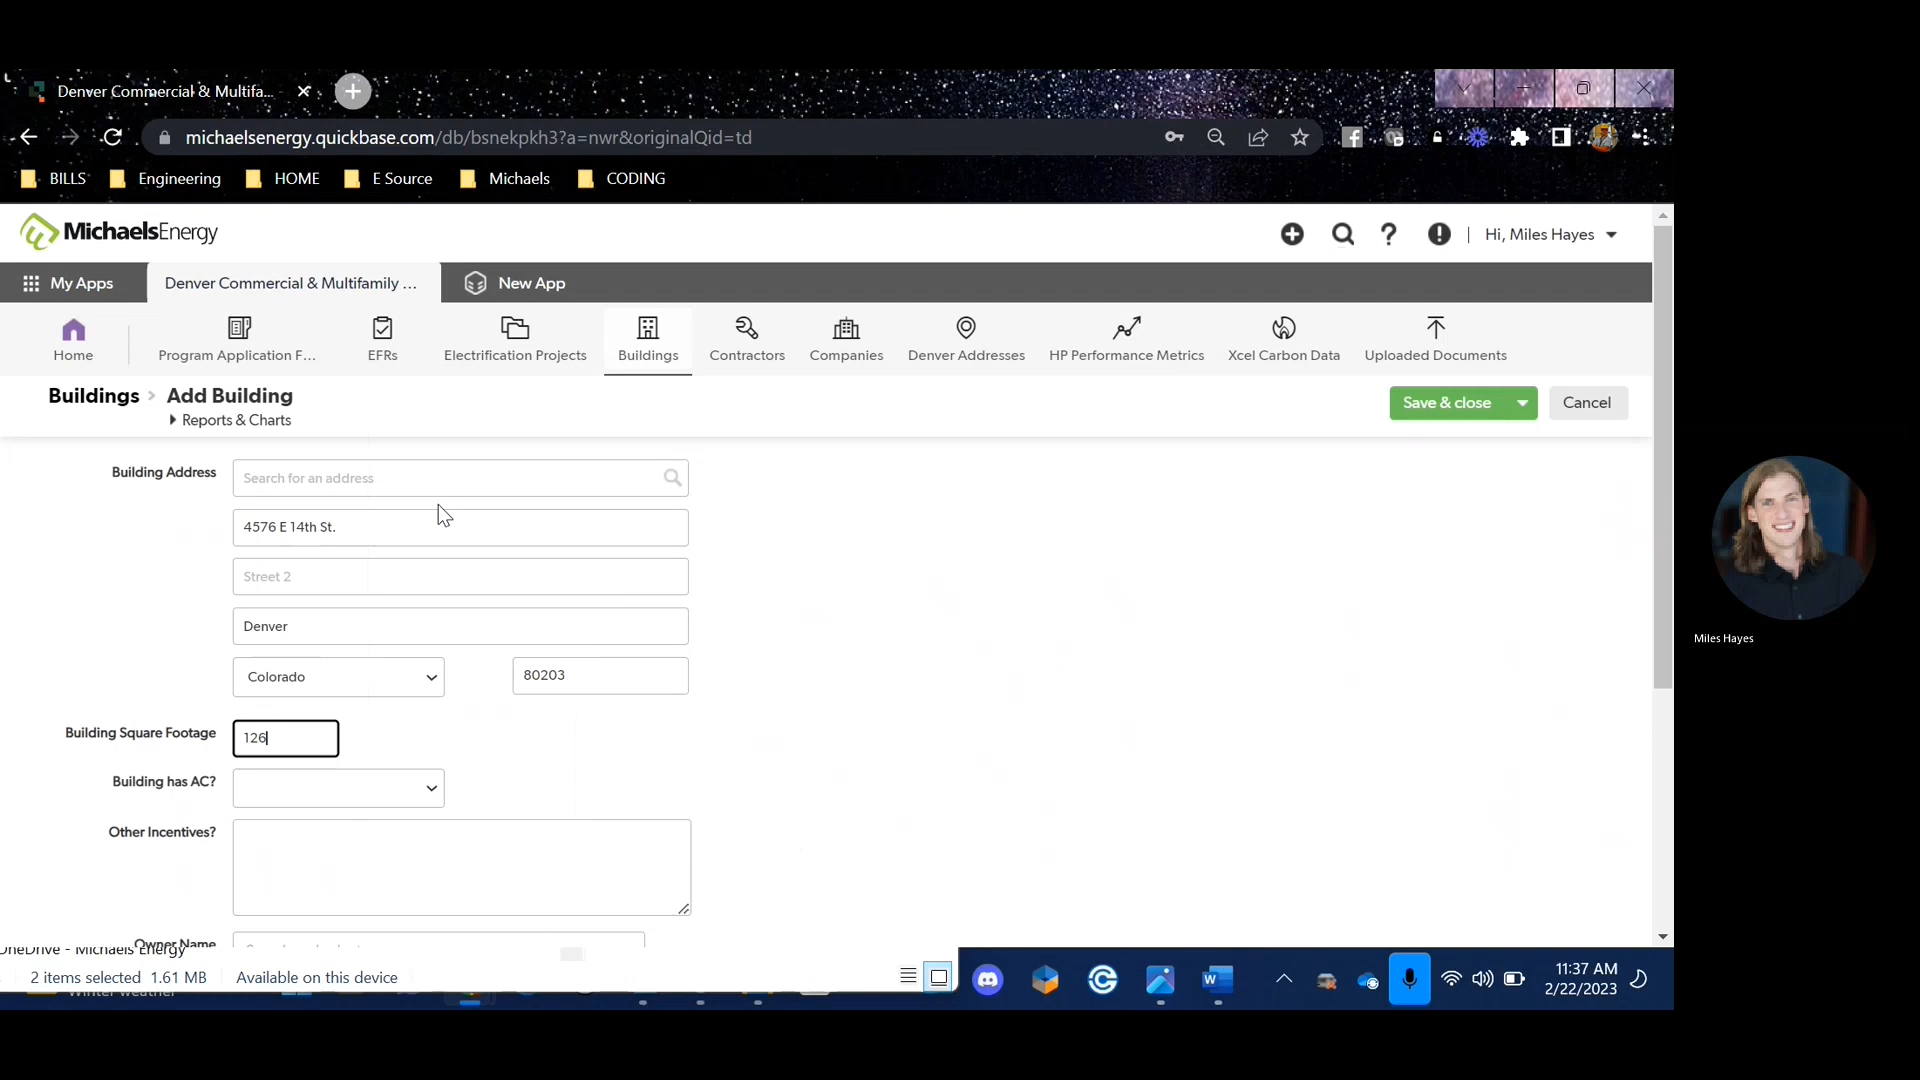 Denver Commercial & Multifa...
michaelsenergy.quickbase.com/db/bsnekpkh3?a=nwr&originalQid=td
BILLS Engineering HOME E Source Michaels CODING
MichaelsEnergy
Hi, Miles Hayes
My Apps Denver Commercial & Multifamily ... New App
Home Program Application F... EFRs Electrification Projects Buildings Contractors Companies Denver Addresses HP Performance Metrics Xcel Carbon Data Uploaded Documents
Buildings > Add Building
Reports & Charts
Save & close Cancel
Building Address Search for an address
4576 E 14th St.
Street 2
Denver
Colorado 80203
Building Square Footage 126
Building has AC?
Other Incentives?
Owner Name
OneDrive - Michaels Energy
2 items selected 1.61 MB Available on this device
Winter weather
11:37 AM
2/22/2023
Miles Hayes